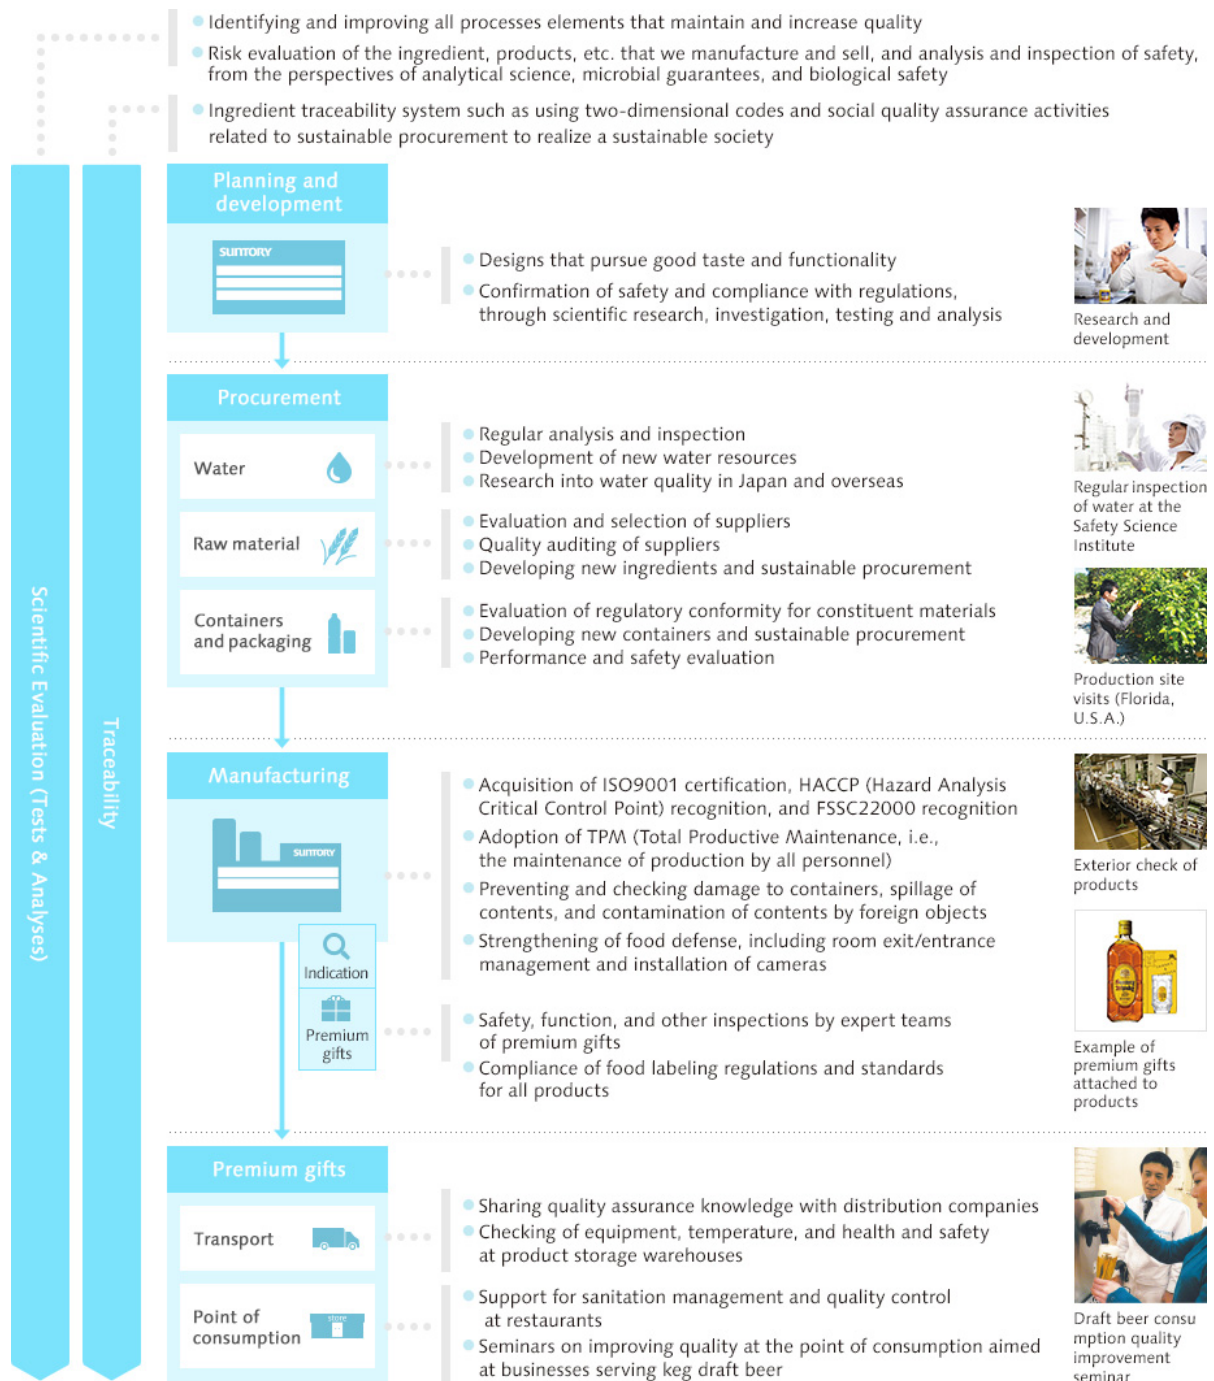 Identifying and improving all processes elements that maintain and increase quality
Risk evaluation of the ingredient, products, etc. that we manufacture and sell, and analysis and inspection of safety,
from the perspectives of analytical science, microbial guarantees, and biological safety
Ingredient traceability system such as using two-dimensional codes and social quality assurance activities
related to sustainable procurement to realize a sustainable society
Scientific Evaluation (Tests & Analyses)
Traceability
Planning and
development
SUNTORY
Designs that pursue good taste and functionality
Confirmation of safety and compliance with regulations,
through scientific research, investigation, testing and analysis
Research and
development
Procurement
Water
Regular analysis and inspection
Development of new water resources
Research into water quality in Japan and overseas
Regular inspection
of water at the
Safety Science
Institute
Raw material
Evaluation and selection of suppliers
Quality auditing of suppliers
Developing new ingredients and sustainable procurement
Containers
and packaging
Evaluation of regulatory conformity for constituent materials
Developing new containers and sustainable procurement
Performance and safety evaluation
Production site
visits (Florida,
U.S.A.)
Manufacturing
SUNTORY
Acquisition of ISO9001 certification, HACCP (Hazard Analysis
Critical Control Point) recognition, and FSSC22000 recognition
Adoption of TPM (Total Productive Maintenance, i.e.,
the maintenance of production by all personnel)
Preventing and checking damage to containers, spillage of
contents, and contamination of contents by foreign objects
Strengthening of food defense, including room exit/entrance
management and installation of cameras
Exterior check of
products
Indication
Premium
gifts
Safety, function, and other inspections by expert teams
of premium gifts
Compliance of food labeling regulations and standards
for all products
Example of
premium gifts
attached to
products
Premium gifts
Transport
Sharing quality assurance knowledge with distribution companies
Checking of equipment, temperature, and health and safety
at product storage warehouses
Point of
consumption
store
Support for sanitation management and quality control
at restaurants
Seminars on improving quality at the point of consumption aimed
at businesses serving keg draft beer
Draft beer consu
mption quality
improvement
seminar